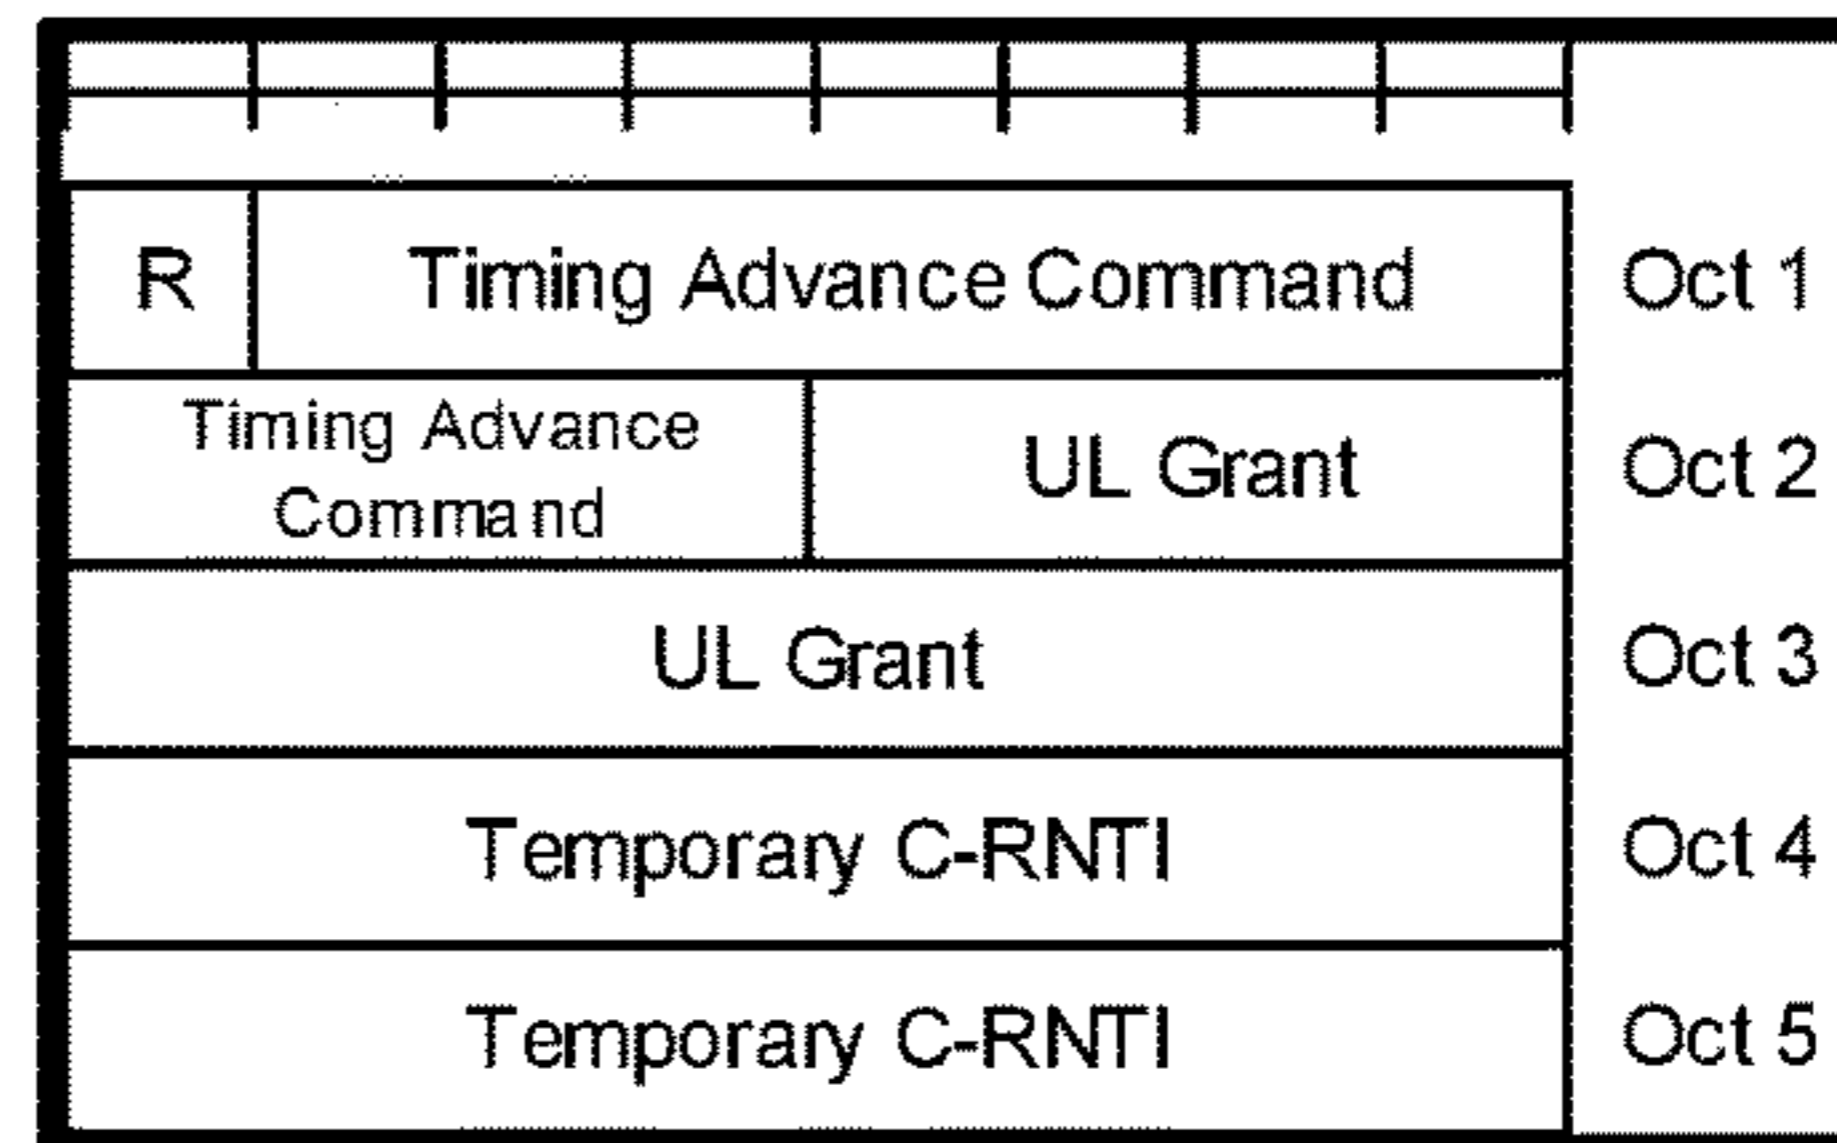 R Timing Advance Command Oct 1
Timing Advance
Command
UL Grant Oct 2
UL Grant Oct 3
Temporary C-RNTI Oct 4
Temporary C-RNTI Oct 5